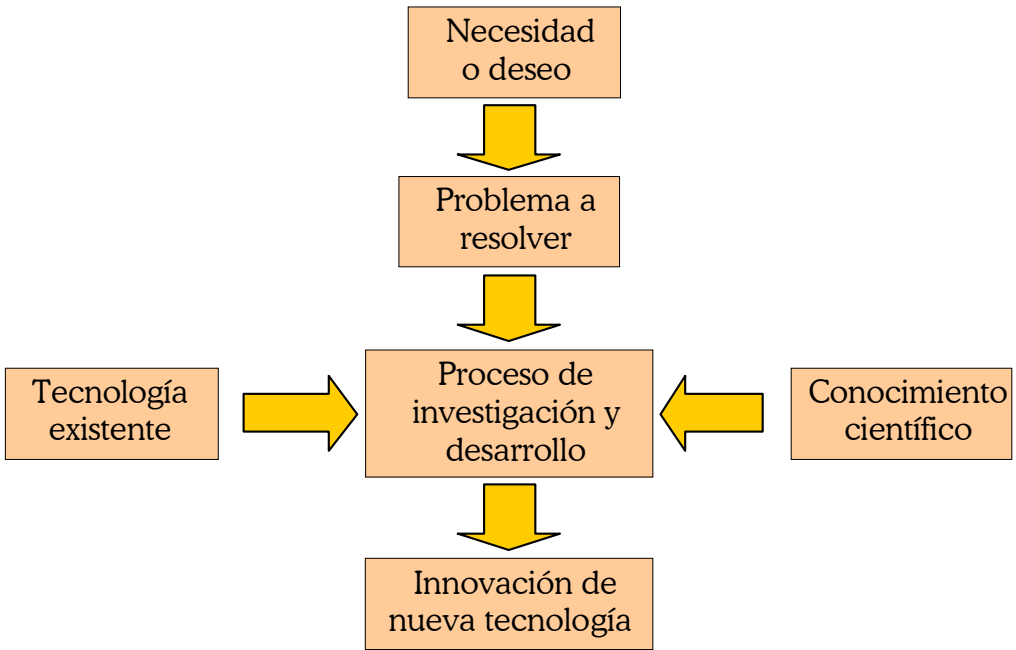 Necesidad
o deseo
Problema a
resolver
Tecnología
existente
Proceso de
investigación y
desarrollo
Conocimiento
científico
Innovación de
nueva tecnología